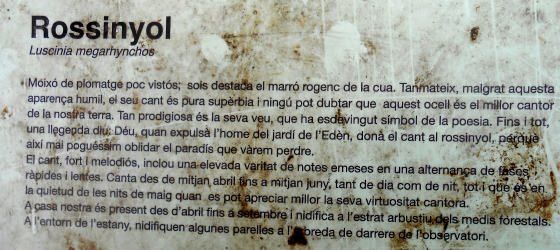 Rossinyol
Luscinia megarhynchos
Moixó de plomatge poc vistós; sols destaca el marró rogenc de la cua. Tanmateix, malgrat aquesta
aparença humil, el seu cant és pura supèrbia i ningú pot dubtar que aquest ocell és el millor cantor
de la nostra terra. Tan prodigiosa és la seva veu, que ha esdevingut símbol de la poesia. Fins i tot,
una llegenda diu: Déu, quan expulsà l'home del jardí de l'Edèn, donà el cant al rossinyol, perquè
així mai poguéssim oblidar el paradís que vàrem perdre.
El cant, fort i melodiós, inclou una elevada varitat de notes emeses en una alternança de fases
ràpides i lentes. Canta des de mitjan abril fins a mitjan juny, tant de dia com de nit, tot i que és en
la quietud de les nits de maig quan es pot apreciar millor la seva virtuositat cantora.
A casa nostra és present des d'abril fins a setembre i nidifica a l'estrat arbustiu dels medis forestals.
A l'entorn de l'estany, nidifiquen algunes parelles a l'arbreda de darrere de l'observatori.